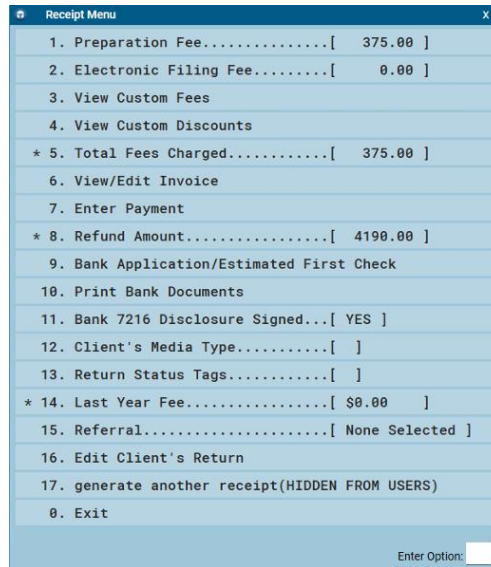 Receipt Menu X
1. Preparation Fee...............[ 375.00 ]
2. Electronic Filing Fee.........[ 0.00 ]
3. View Custom Fees
4. View Custom Discounts
* 5. Total Fees Charged............[ 375.00 ]
6. View/Edit Invoice
7. Enter Payment
* 8. Refund Amount.................[ 4190.00 ]
9. Bank Application/Estimated First Check
10. Print Bank Documents
11. Bank 7216 Disclosure Signed...[ YES ]
12. Client's Media Type...........[ ]
13. Return Status Tags............[ ]
* 14. Last Year Fee.................[ $0.00 ]
15. Referral......................[ None Selected ]
16. Edit Client's Return
17. generate another receipt(HIDDEN FROM USERS)
0. Exit
Enter Option: